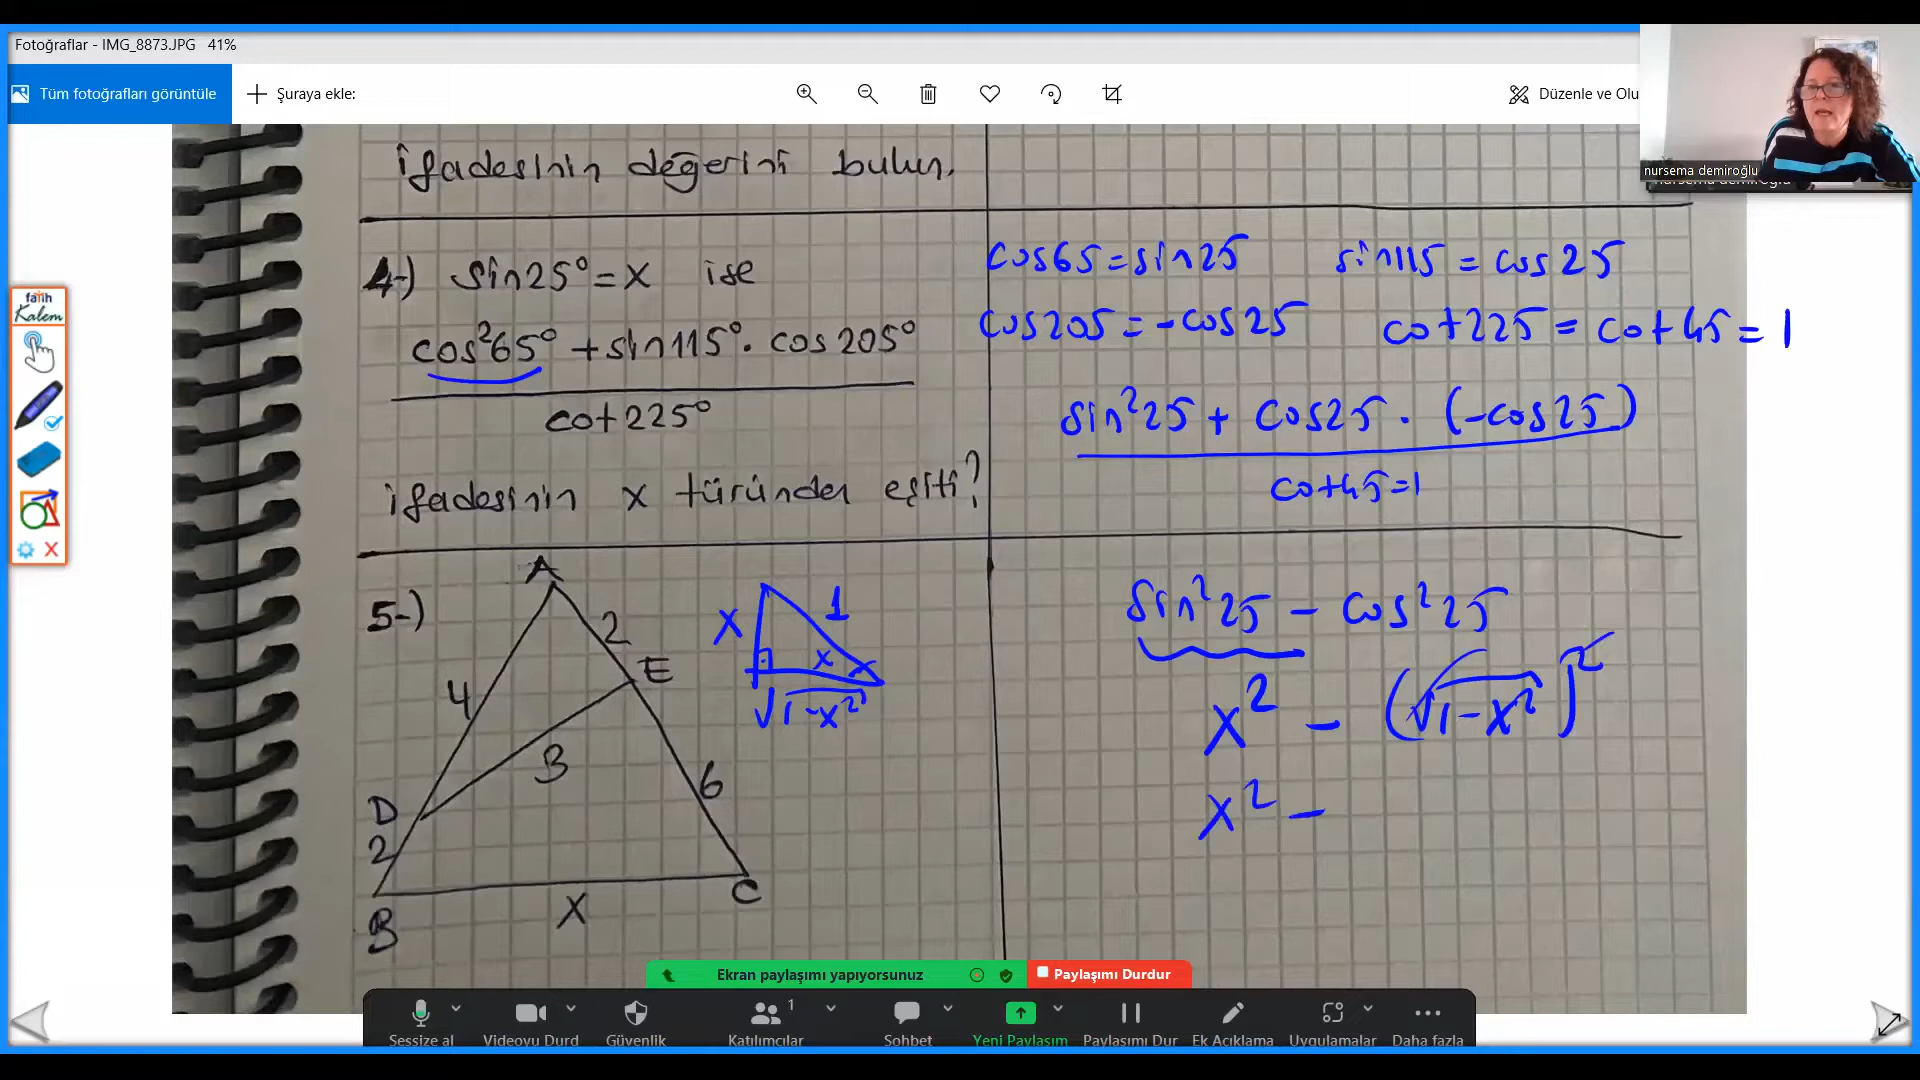 Fotoğraflar - IMG_8873.JPG 41%
Tüm fotoğrafları görüntüle
Şuraya ekle:
Düzenle ve Olu
nursema demiroğlu
fatih
Kalem
ifadesinin değerini bulun.
4-) sin25°=x ise
cos²65°+sin115°.cos205°
cot225°
ifadesinin x türünden eşiti?
cos65=sin25
sin115=cos25
cos205=-cos25
cot225=cot45=1
sin²25+cos25.(-cos25)
cot45=1
5-)
A
2
E
4
3
6
D
2
B
x
C
x
1
x
√1-x²
sin²25-cos²25
x²-(√1-x²)²
x²-
Ekran paylaşımı yapıyorsunuz
Paylaşımı Durdur
1
Sessize al
Videoyu Durd
Güvenlik
Katılımcılar
Sohbet
Yeni Paylaşım
Paylaşımı Dur
Ek Açıklama
Uygulamalar
Daha fazla